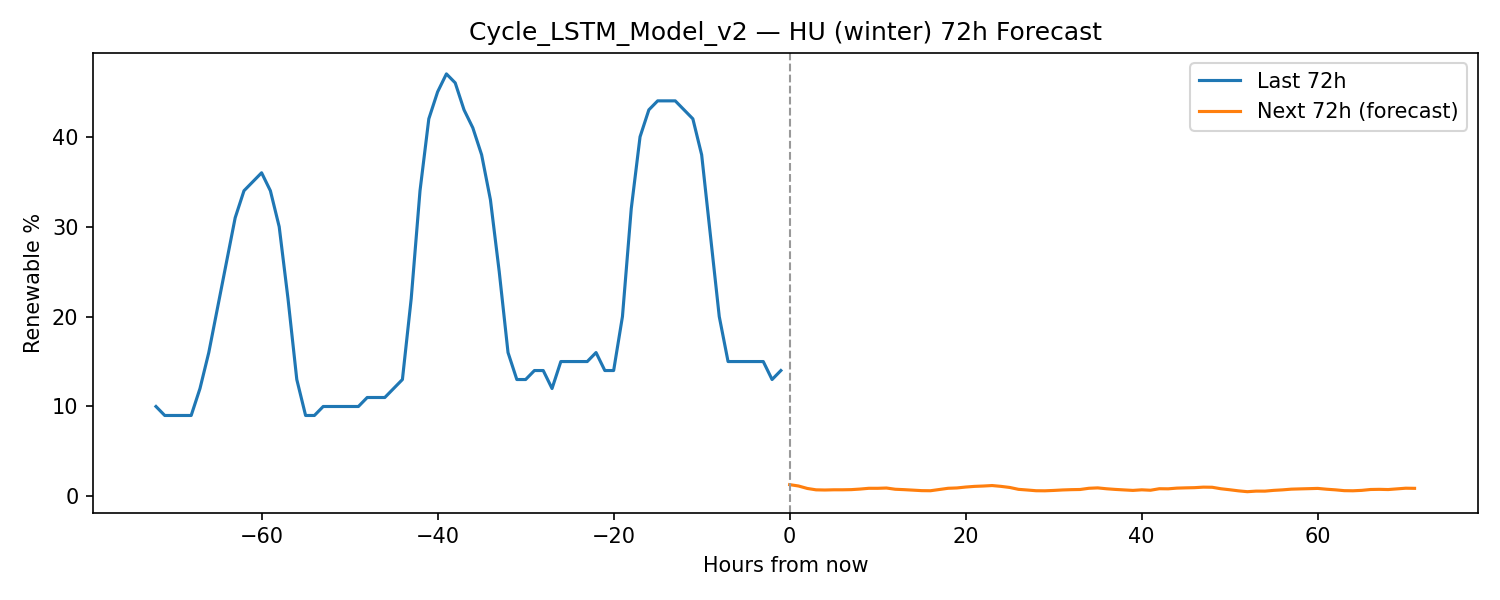 Cycle_LSTM_Model_v2 — HU (winter) 72h Forecast
Last 72h
Next 72h (forecast)
Renewable %
40
30
20
10
0
−60
−40
−20
0
20
40
60
Hours from now